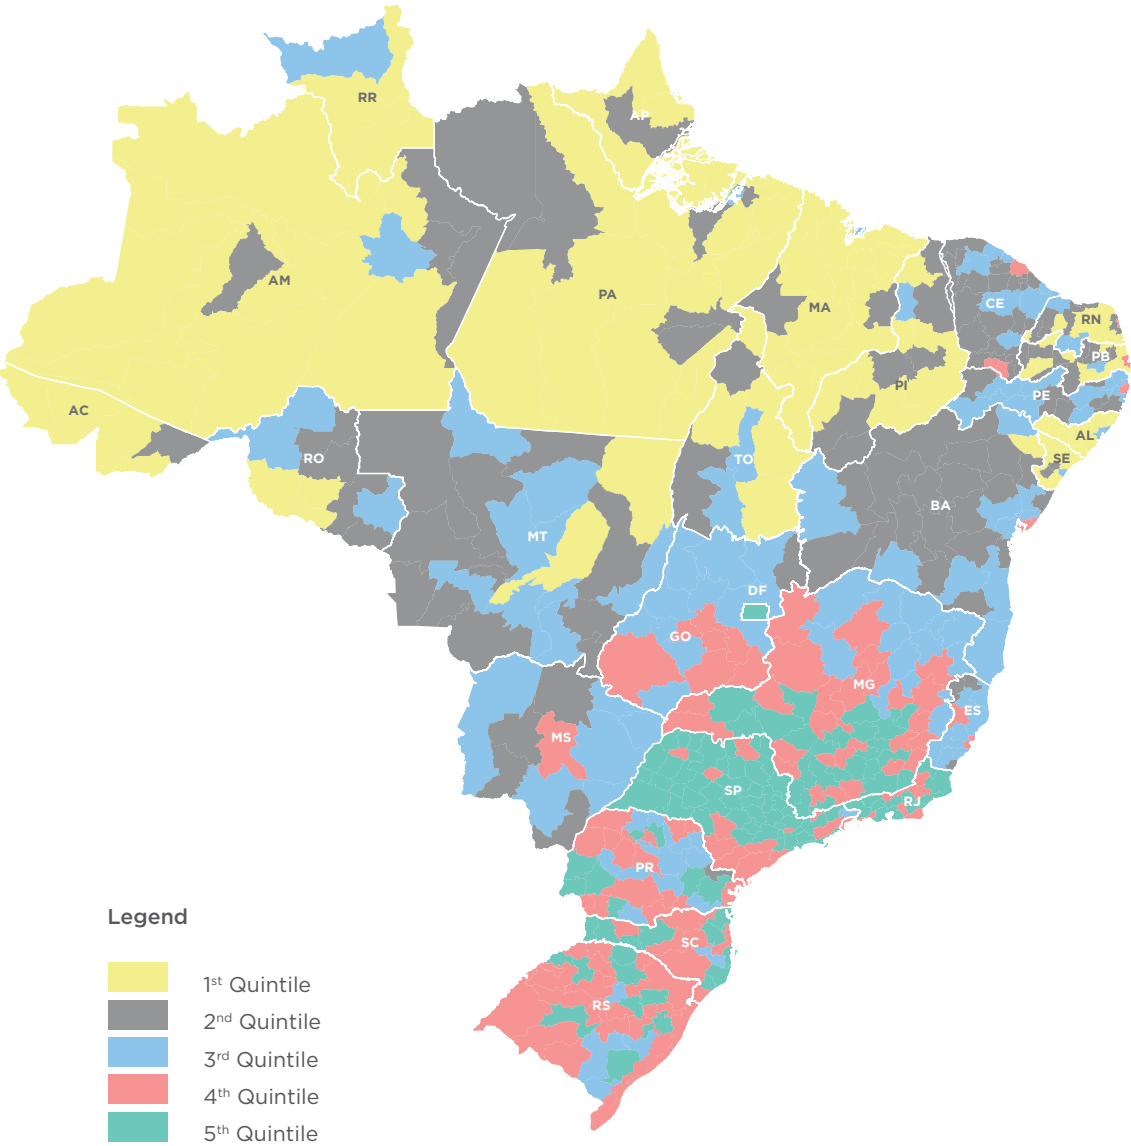 RR
AP
AM
PA
MA
CE
RN
PB
PI
PE
AC
AL
TO
SE
RO
BA
MT
DF
GO
MG
ES
MS
SP
RJ
PR
SC
RS
Legend
1st Quintile
2nd Quintile
3rd Quintile
4th Quintile
5th Quintile